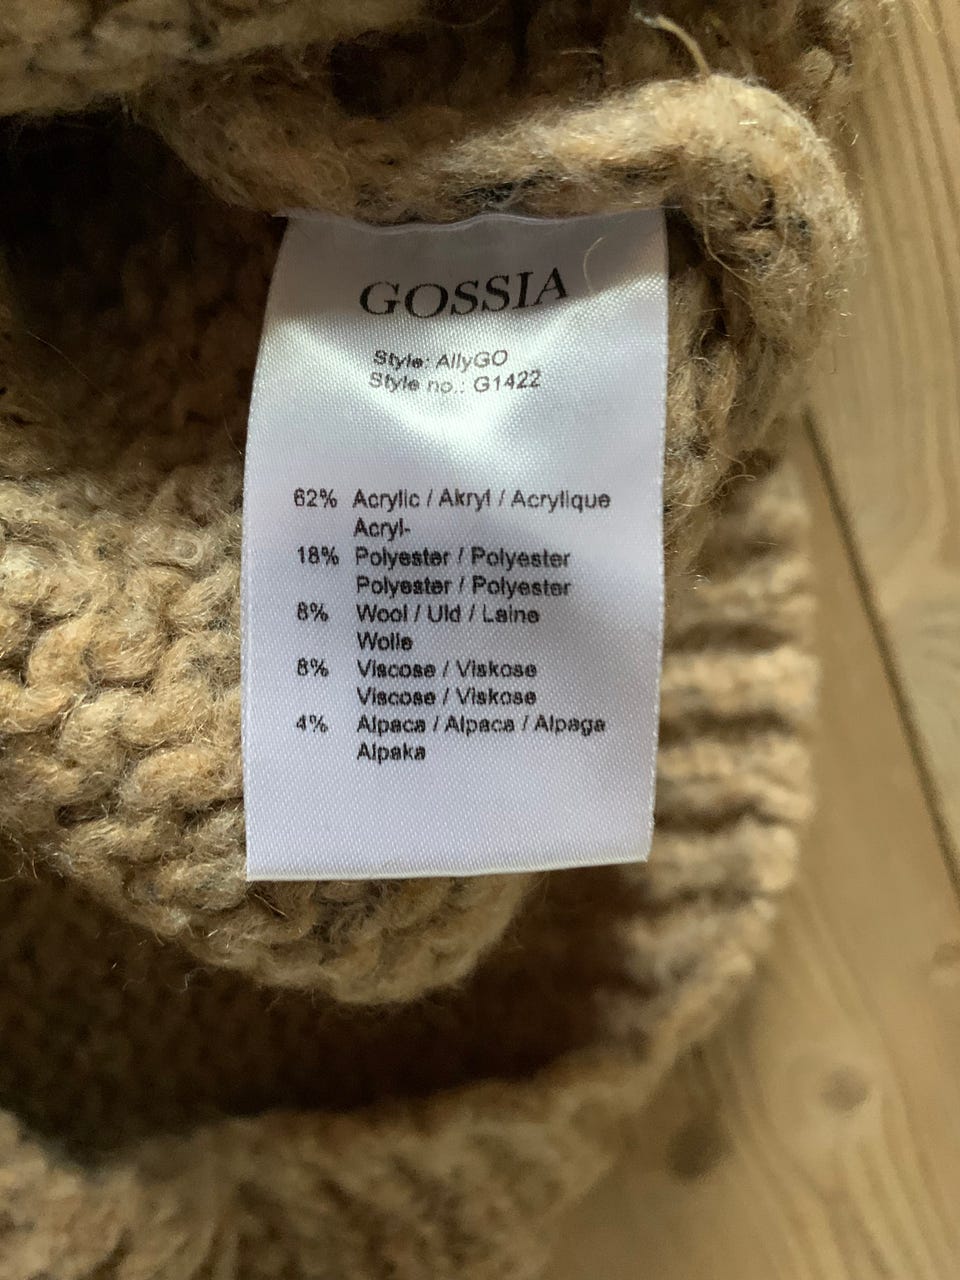 GOSSIA
Style: AllyGO
Style no.: G1422
62% Acrylic / Akryl / Acrylique
Acryl-
18% Polyester / Polyester
Polyester / Polyester
8% Wool / Uld / Laine
Wolle
8% Viscose / Viskose
Viscose / Viskose
4% Alpaca / Alpaca / Alpaga
Alpaka